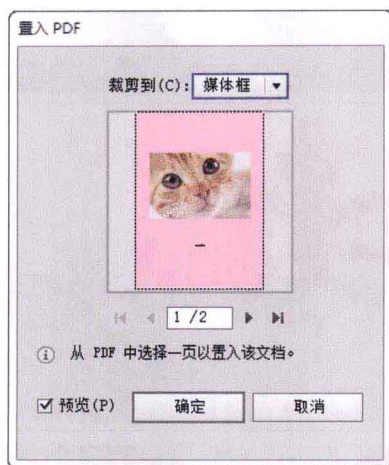 置入 PDF
裁剪到(C): 媒体框
1 /2
从 PDF 中选择一页以置入该文档。
预览(P) 确定 取消